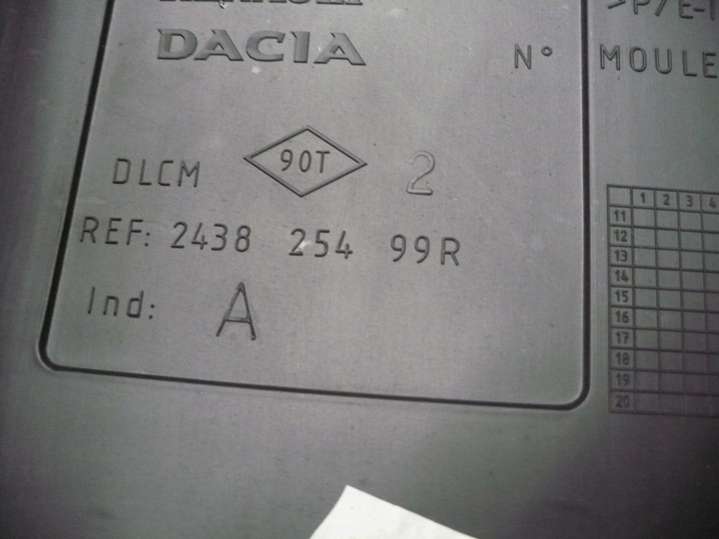 DACIA
N° MOULE
DLCM 90T 2
REF: 2438 254 99R
Ind: A
1 2 3 4
11
12
13
14
15
16
17
18
19
20